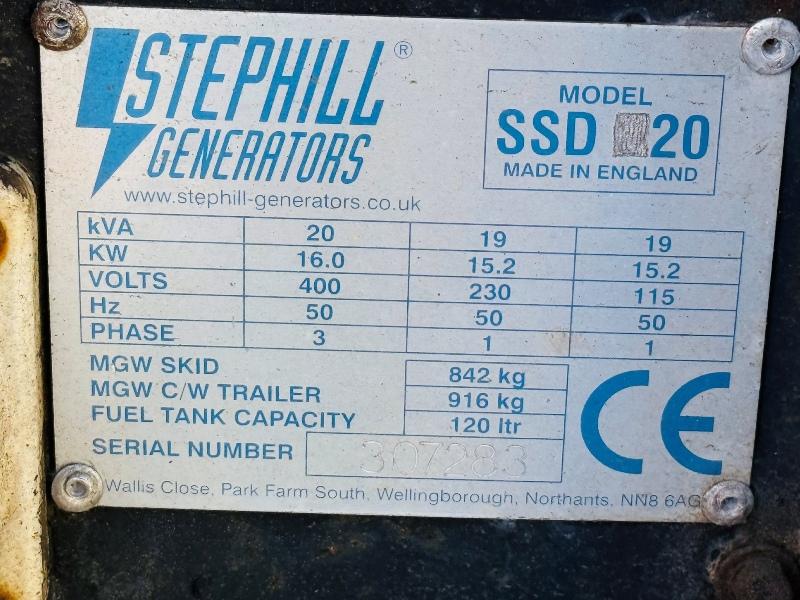 STEPHILL®
GENERATORS
www.stephill-generators.co.uk
MODEL
SSD 20
MADE IN ENGLAND
kVA 20 19 19
KW 16.0 15.2 15.2
VOLTS 400 230 115
Hz 50 50 50
PHASE 3 1 1
MGW SKID 842 kg
MGW C/W TRAILER 916 kg
FUEL TANK CAPACITY 120 ltr
SERIAL NUMBER 307283
Wallis Close, Park Farm South, Wellingborough, Northants. NN8 6AG
CE